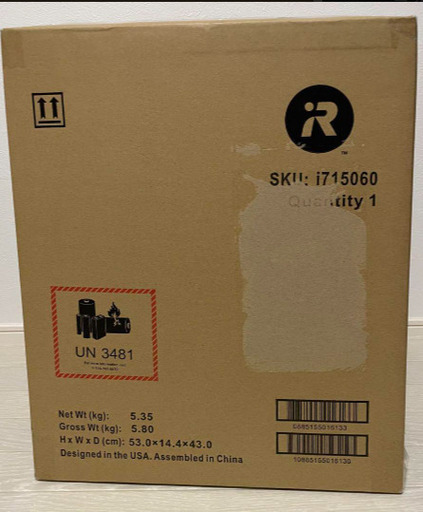 iR
TM
SKU: i715060
Quantity 1
UN 3481
Net Wt (kg): 5.35
Gross Wt (kg): 5.80
H x W x D (cm): 53.0×14.4×43.0
Designed in the USA. Assembled in China